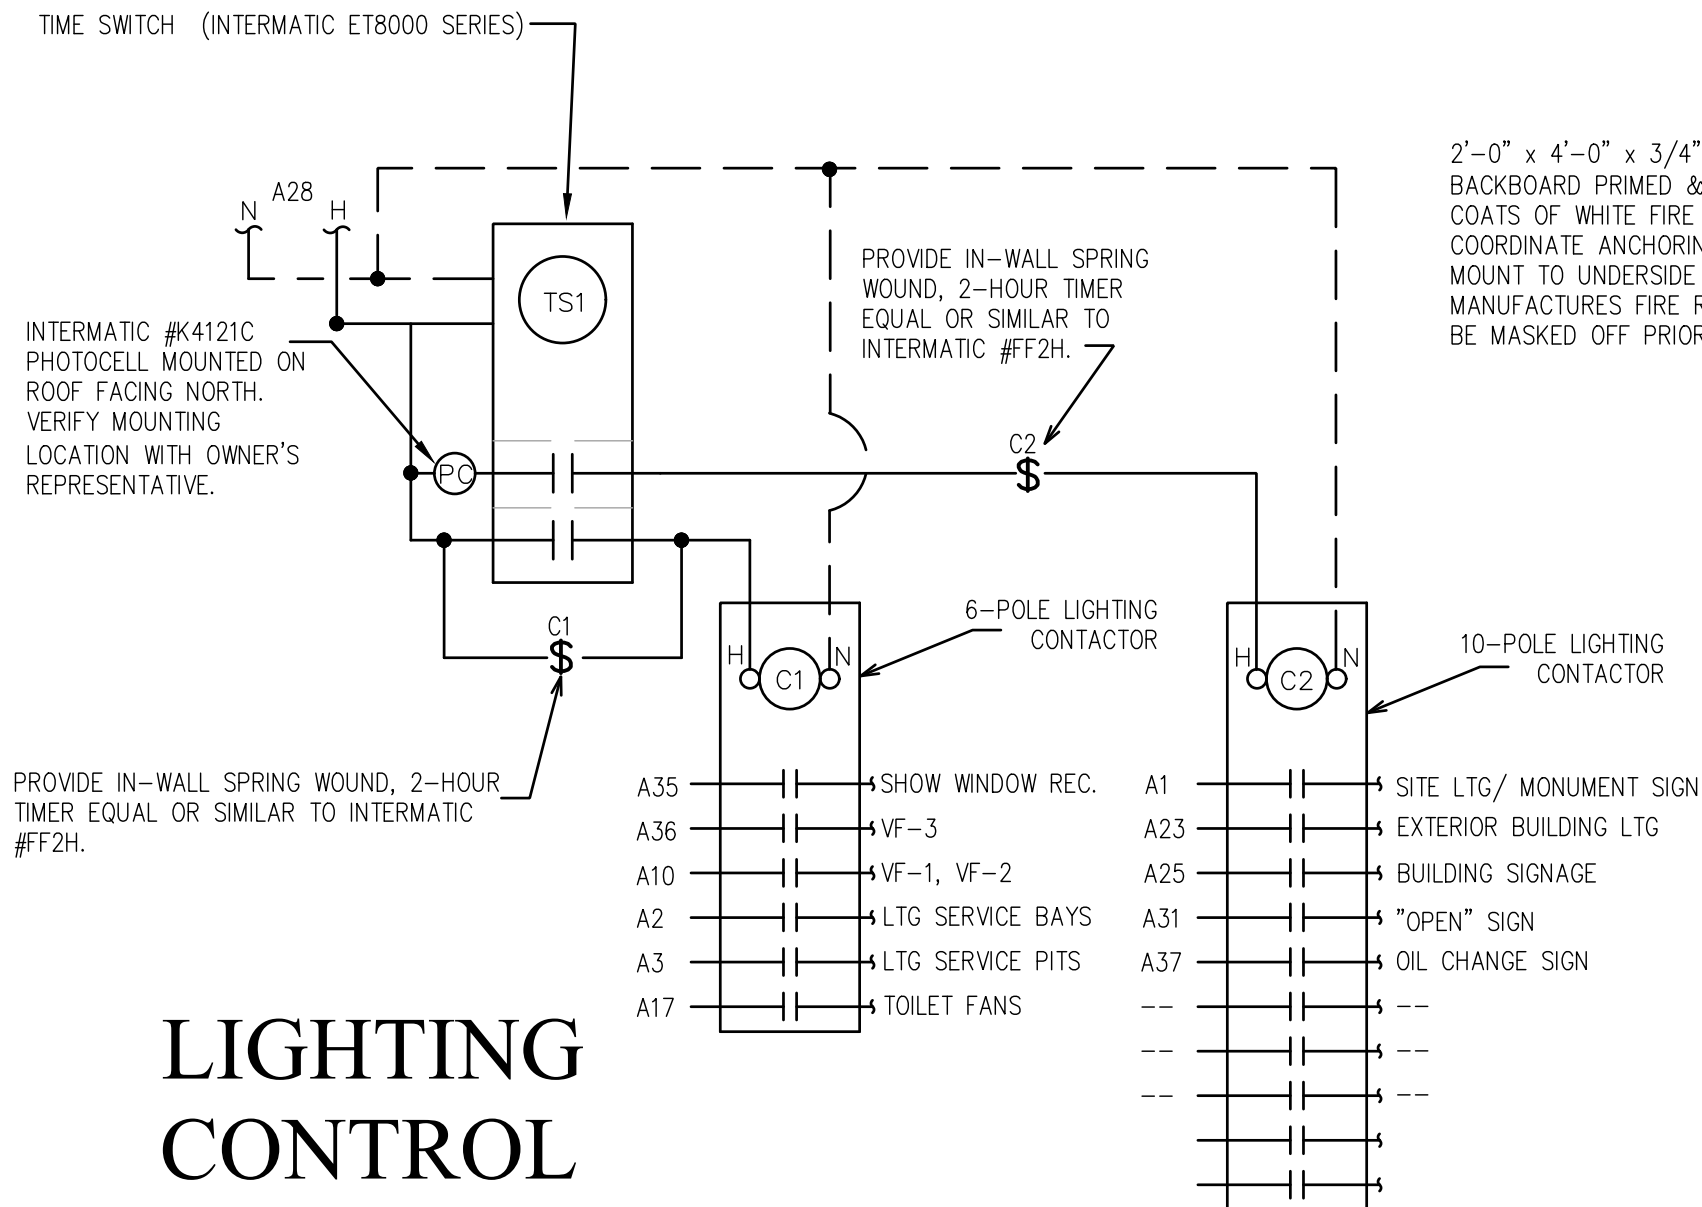 TIME SWITCH (INTERMATIC ET8000 SERIES)
2'-0" x 4'-0" x 3/4"
BACKBOARD PRIMED &
COATS OF WHITE FIRE
COORDINATE ANCHORIN
MOUNT TO UNDERSIDE
MANUFACTURES FIRE R
BE MASKED OFF PRIOR
A28
N
H
TS1
PROVIDE IN-WALL SPRING
WOUND, 2-HOUR TIMER
EQUAL OR SIMILAR TO
INTERMATIC #FF2H.
INTERMATIC #K4121C
PHOTOCELL MOUNTED ON
ROOF FACING NORTH.
VERIFY MOUNTING
LOCATION WITH OWNER'S
REPRESENTATIVE.
PC
C2
$
C1
$
6-POLE LIGHTING
CONTACTOR
H
C1
N
H
C2
N
10-POLE LIGHTING
CONTACTOR
PROVIDE IN-WALL SPRING WOUND, 2-HOUR
TIMER EQUAL OR SIMILAR TO INTERMATIC
#FF2H.
A35 SHOW WINDOW REC.
A36 VF-3
A10 VF-1, VF-2
A2 LTG SERVICE BAYS
A3 LTG SERVICE PITS
A17 TOILET FANS
A1 SITE LTG/ MONUMENT SIGN
A23 EXTERIOR BUILDING LTG
A25 BUILDING SIGNAGE
A31 "OPEN" SIGN
A37 OIL CHANGE SIGN
-- --
-- --
-- --
LIGHTING
CONTROL